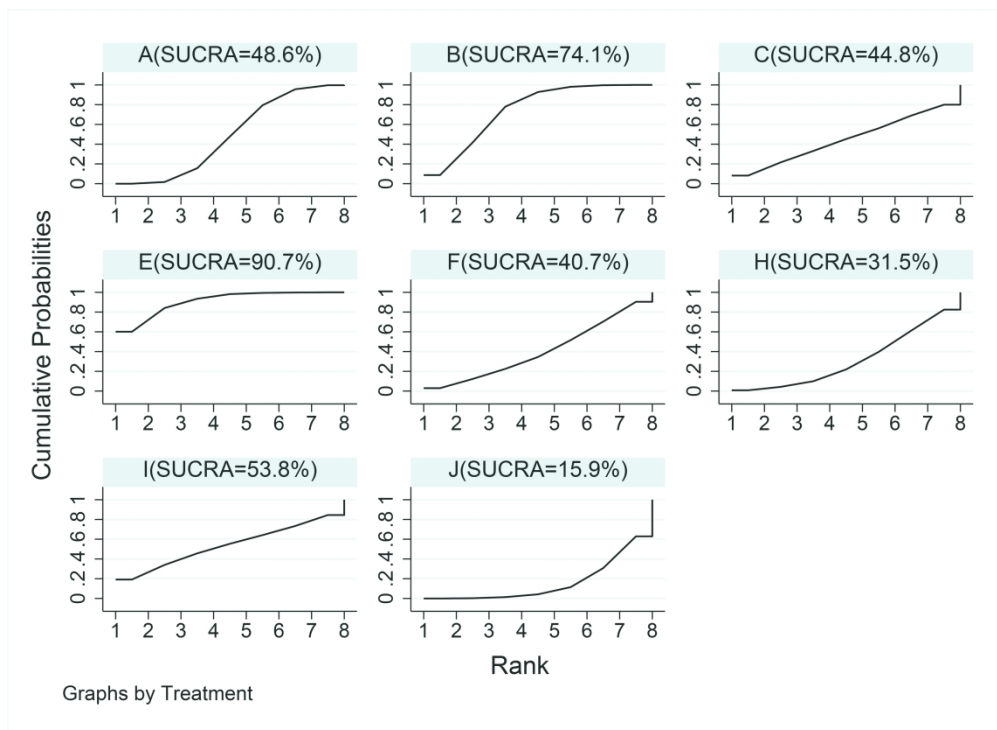 A(SUCRA=48.6%)
B(SUCRA=74.1%)
C(SUCRA=44.8%)
0 .2 .4 .6 .8 1
1 2 3 4 5 6 7 8
0 .2 .4 .6 .8 1
1 2 3 4 5 6 7 8
0 .2 .4 .6 .8 1
1 2 3 4 5 6 7 8
E(SUCRA=90.7%)
F(SUCRA=40.7%)
H(SUCRA=31.5%)
0 .2 .4 .6 .8 1
1 2 3 4 5 6 7 8
0 .2 .4 .6 .8 1
1 2 3 4 5 6 7 8
0 .2 .4 .6 .8 1
1 2 3 4 5 6 7 8
I(SUCRA=53.8%)
J(SUCRA=15.9%)
0 .2 .4 .6 .8 1
1 2 3 4 5 6 7 8
0 .2 .4 .6 .8 1
1 2 3 4 5 6 7 8
Cumulative Probabilities
Rank
Graphs by Treatment